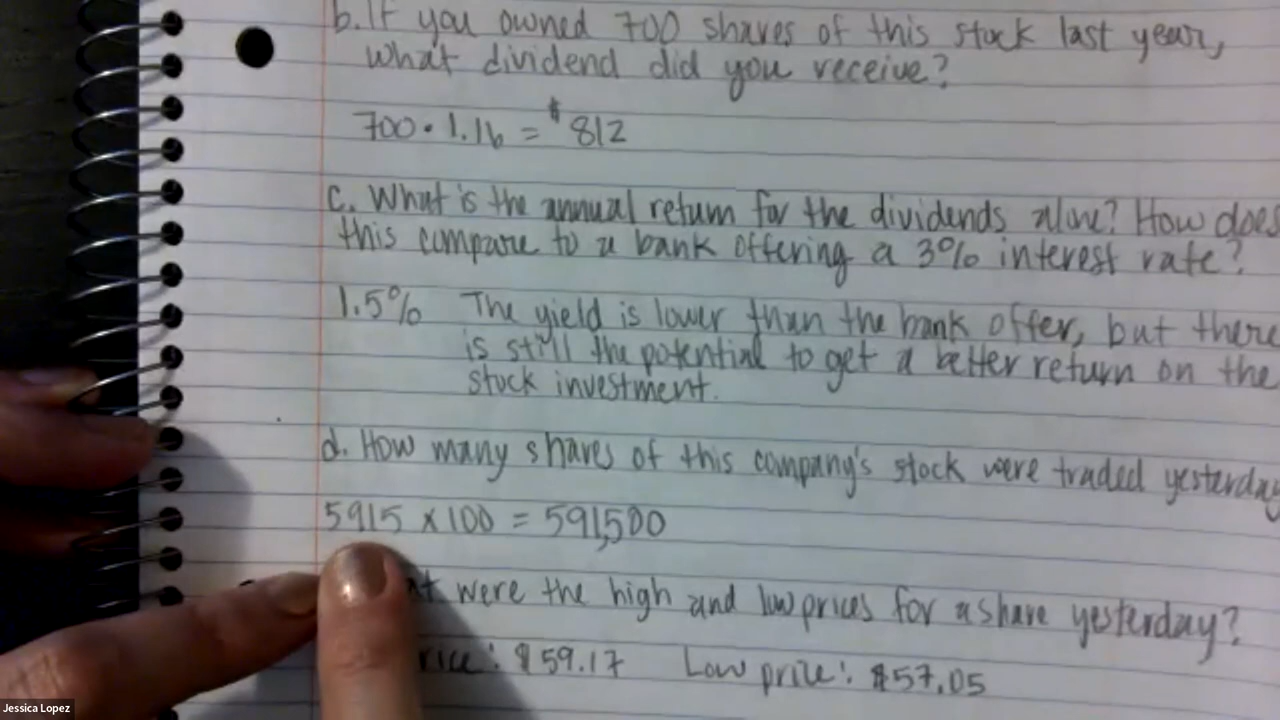 b. If you owned 700 shares of this stock last year,
what dividend did you receive?
700 · 1.16 = $812
c. What is the annual return for the dividends alone? How does
this compare to a bank offering a 3% interest rate?
1.5% The yield is lower than the bank offer, but there
is still the potential to get a better return on the
stock investment.
d. How many shares of this company's stock were traded yesterday
5915 x 100 = 591,500
were the high and low prices for a share yesterday?
rice: $59.17 Low price: $57.05
Jessica Lopez